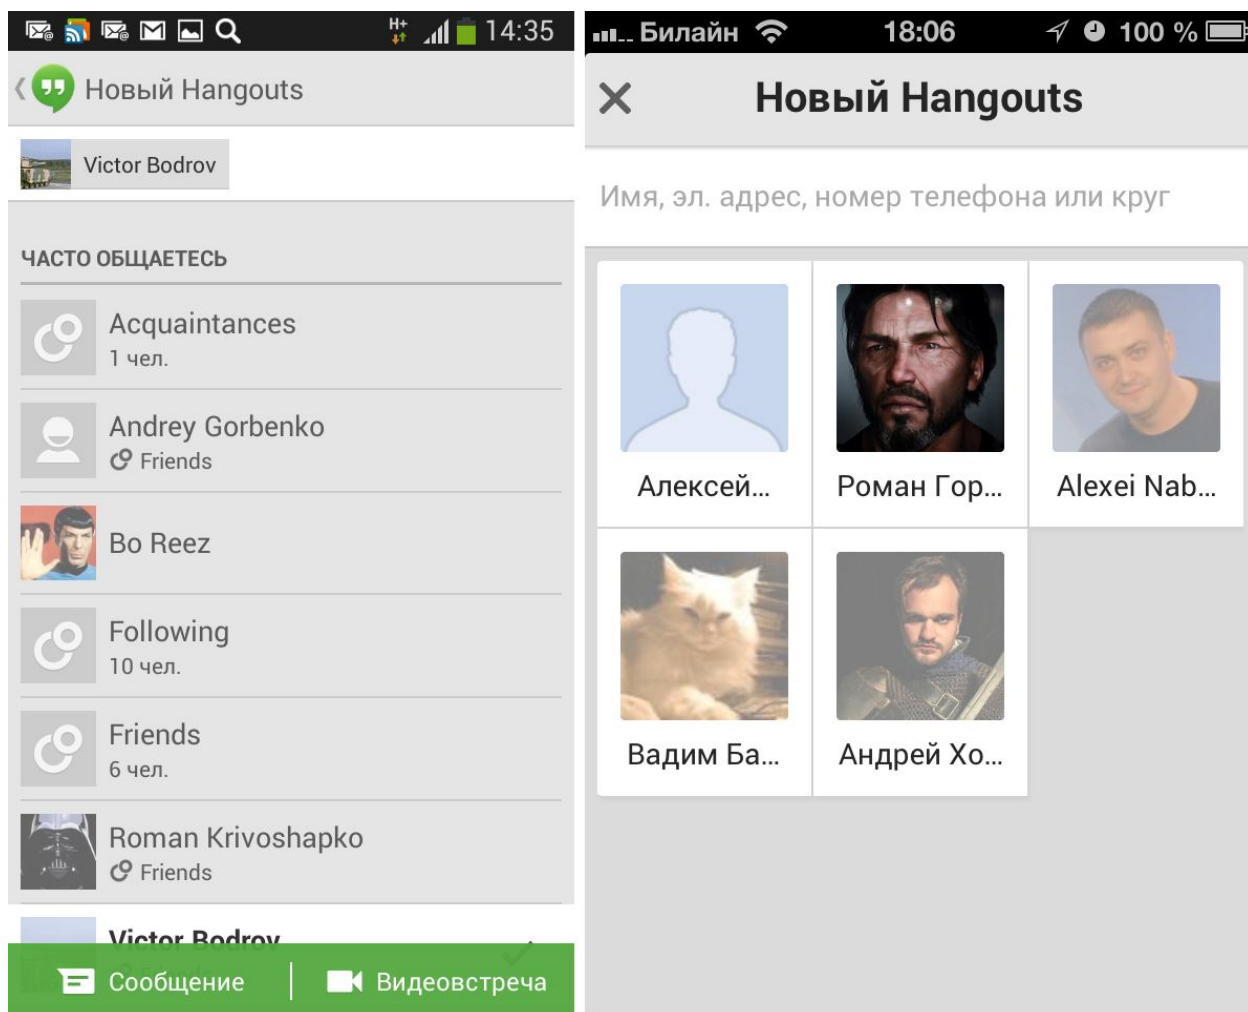 H+
14:35
Новый Hangouts
Victor Bodrov
ЧАСТО ОБЩАЕТЕСЬ
Acquaintances
1 чел.
Andrey Gorbenko
Friends
Bo Reez
Following
10 чел.
Friends
6 чел.
Roman Krivoshapko
Friends
Victor Bodrov
Сообщение
Видеовстреча
Билайн
18:06
100 %
Новый Hangouts
Имя, эл. адрес, номер телефона или круг
Алексей...
Роман Гор...
Alexei Nab...
Вадим Ба...
Андрей Хо...